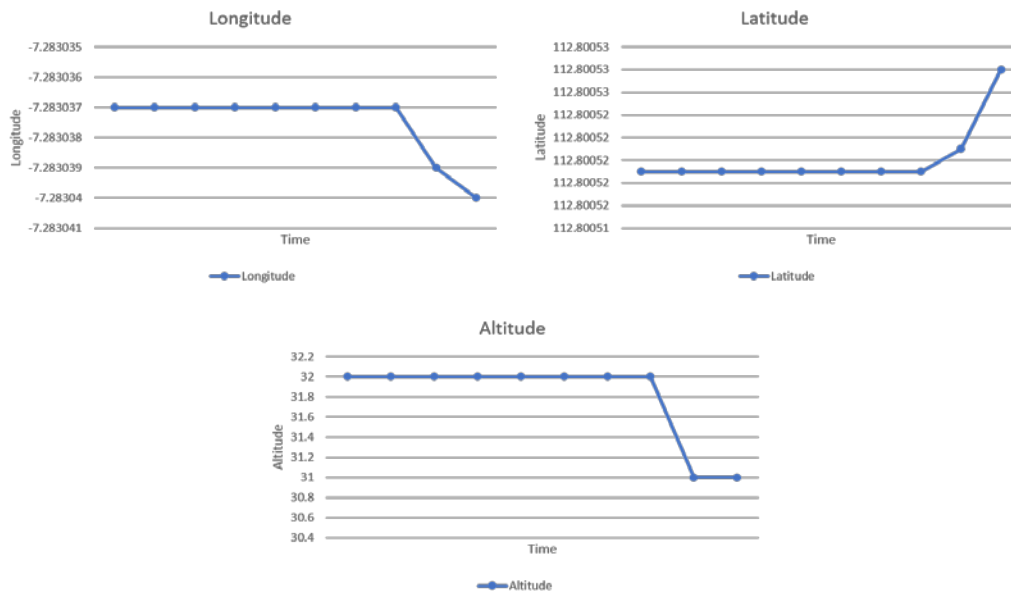 Longitude
-7.283035
-7.283036
-7.283037
-7.283038
-7.283039
-7.28304
-7.283041
Longitude
Time
Longitude
Latitude
112.80053
112.80053
112.80053
112.80052
112.80052
112.80052
112.80052
112.80052
112.80051
Latitude
Time
Latitude
Altitude
32.2
32
31.8
31.6
31.4
31.2
31
30.8
30.6
30.4
Altitude
Time
Altitude